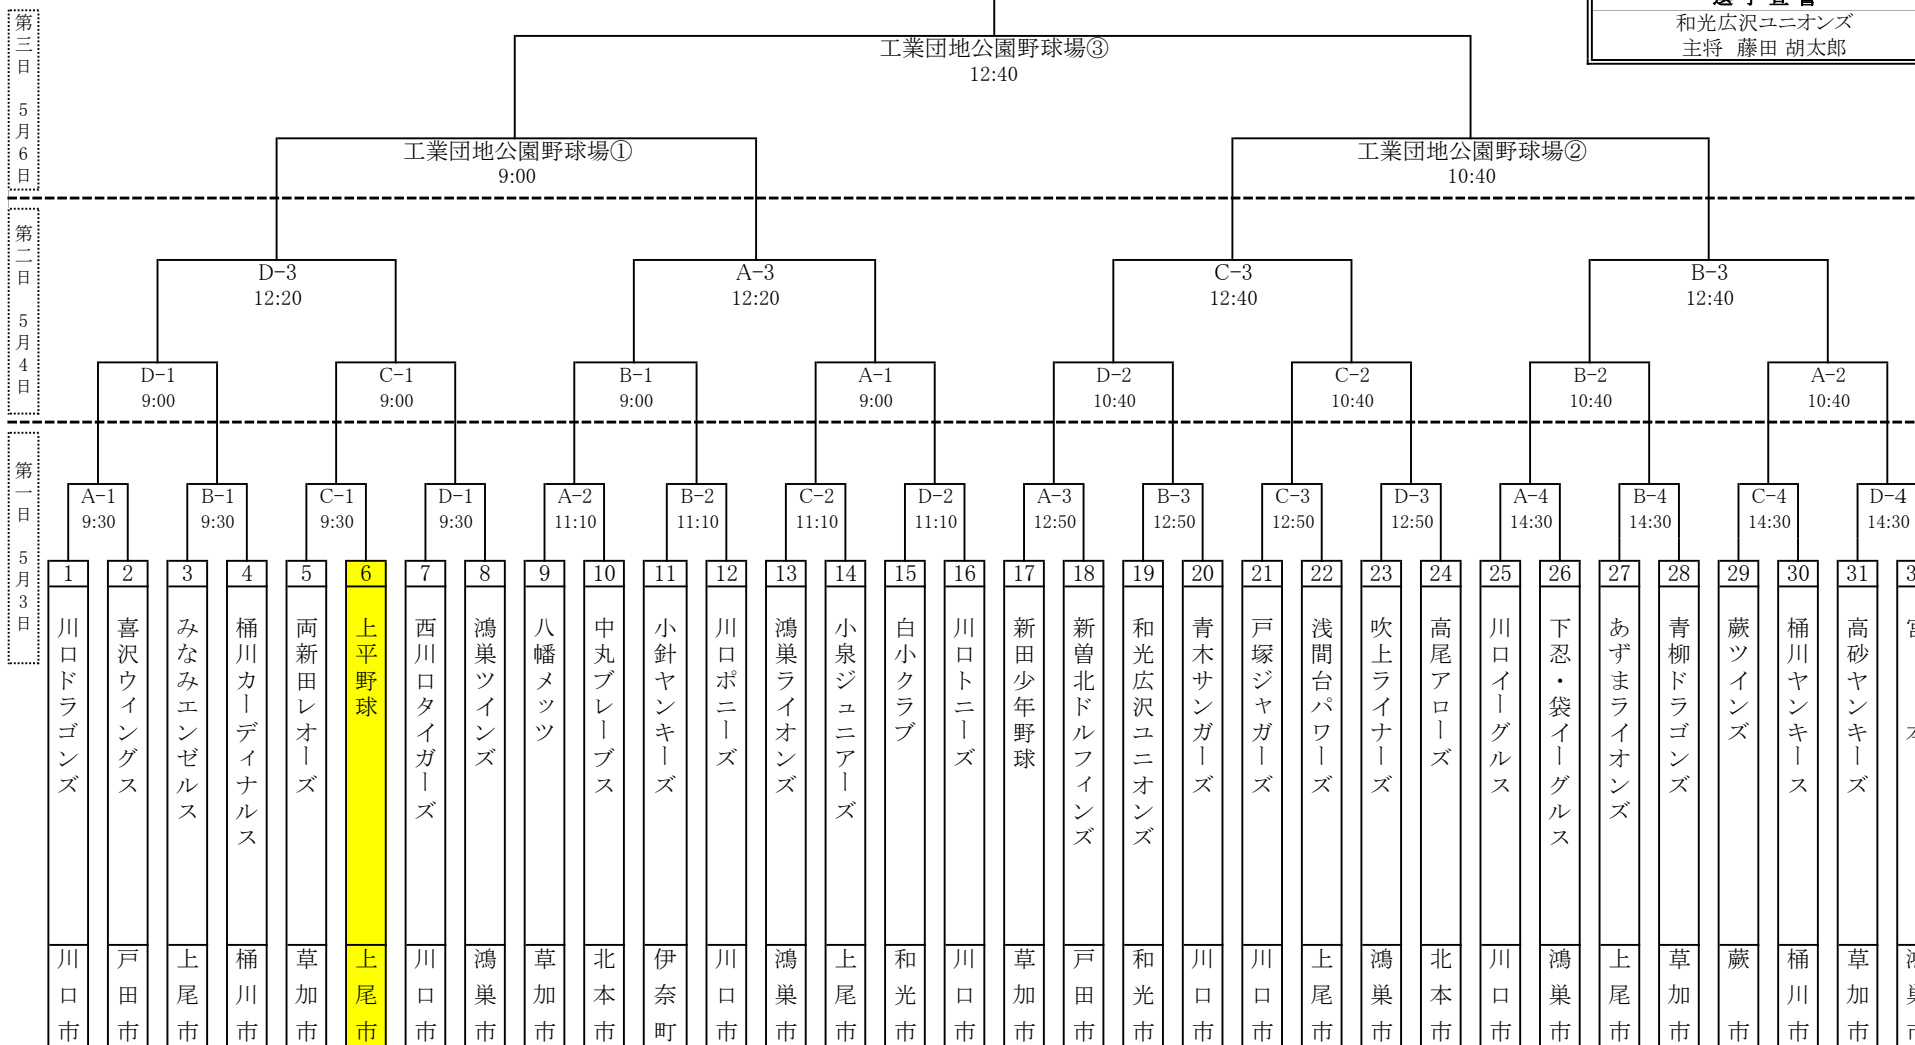 選手宣誓
和光広沢ユニオンズ
主将 藤田 胡太郎
第三日 5月6日
工業団地公園野球場③
12:40
工業団地公園野球場① 工業団地公園野球場②
9:00 10:40
第二日 5月4日
D-3 A-3 C-3 B-3
12:20 12:20 12:40 12:40
D-1 C-1 B-1 A-1 D-2 C-2 B-2 A-2
9:00 9:00 9:00 9:00 10:40 10:40 10:40 10:40
第一日 5月3日
A-1 B-1 C-1 D-1 A-2 B-2 C-2 D-2 A-3 B-3 C-3 D-3 A-4 B-4 C-4 D-4
9:30 9:30 9:30 9:30 11:10 11:10 11:10 11:10 12:50 12:50 12:50 12:50 14:30 14:30 14:30 14:30
1 2 3 4 5 6 7 8 9 10 11 12 13 14 15 16 17 18 19 20 21 22 23 24 25 26 27 28 29 30 31
川口ドラゴンズ
喜沢ウィングス
みなみエンゼルス
桶川カーディナルス
両新田レオーズ
上平野球
西川口タイガーズ
鴻巣ツインズ
八幡メッツ
中丸ブレーブス
小針ヤンキーズ
川口ポニーズ
鴻巣ライオンズ
小泉ジュニアーズ
白小クラブ
川口トニーズ
新田少年野球
新曽北ドルフィンズ
和光広沢ユニオンズ
青木サンガーズ
戸塚ジャガーズ
浅間台パワーズ
吹上ライナーズ
高尾アローズ
川口イーグルス
下忍・袋イーグルス
あずまライオンズ
青柳ドラゴンズ
蕨ツインズ
桶川ヤンキース
高砂ヤンキーズ
川口市
戸田市
上尾市
桶川市
草加市
上尾市
川口市
鴻巣市
草加市
北本市
伊奈町
川口市
鴻巣市
上尾市
和光市
川口市
草加市
戸田市
和光市
川口市
川口市
上尾市
鴻巣市
北本市
川口市
鴻巣市
上尾市
草加市
蕨市
桶川市
草加市